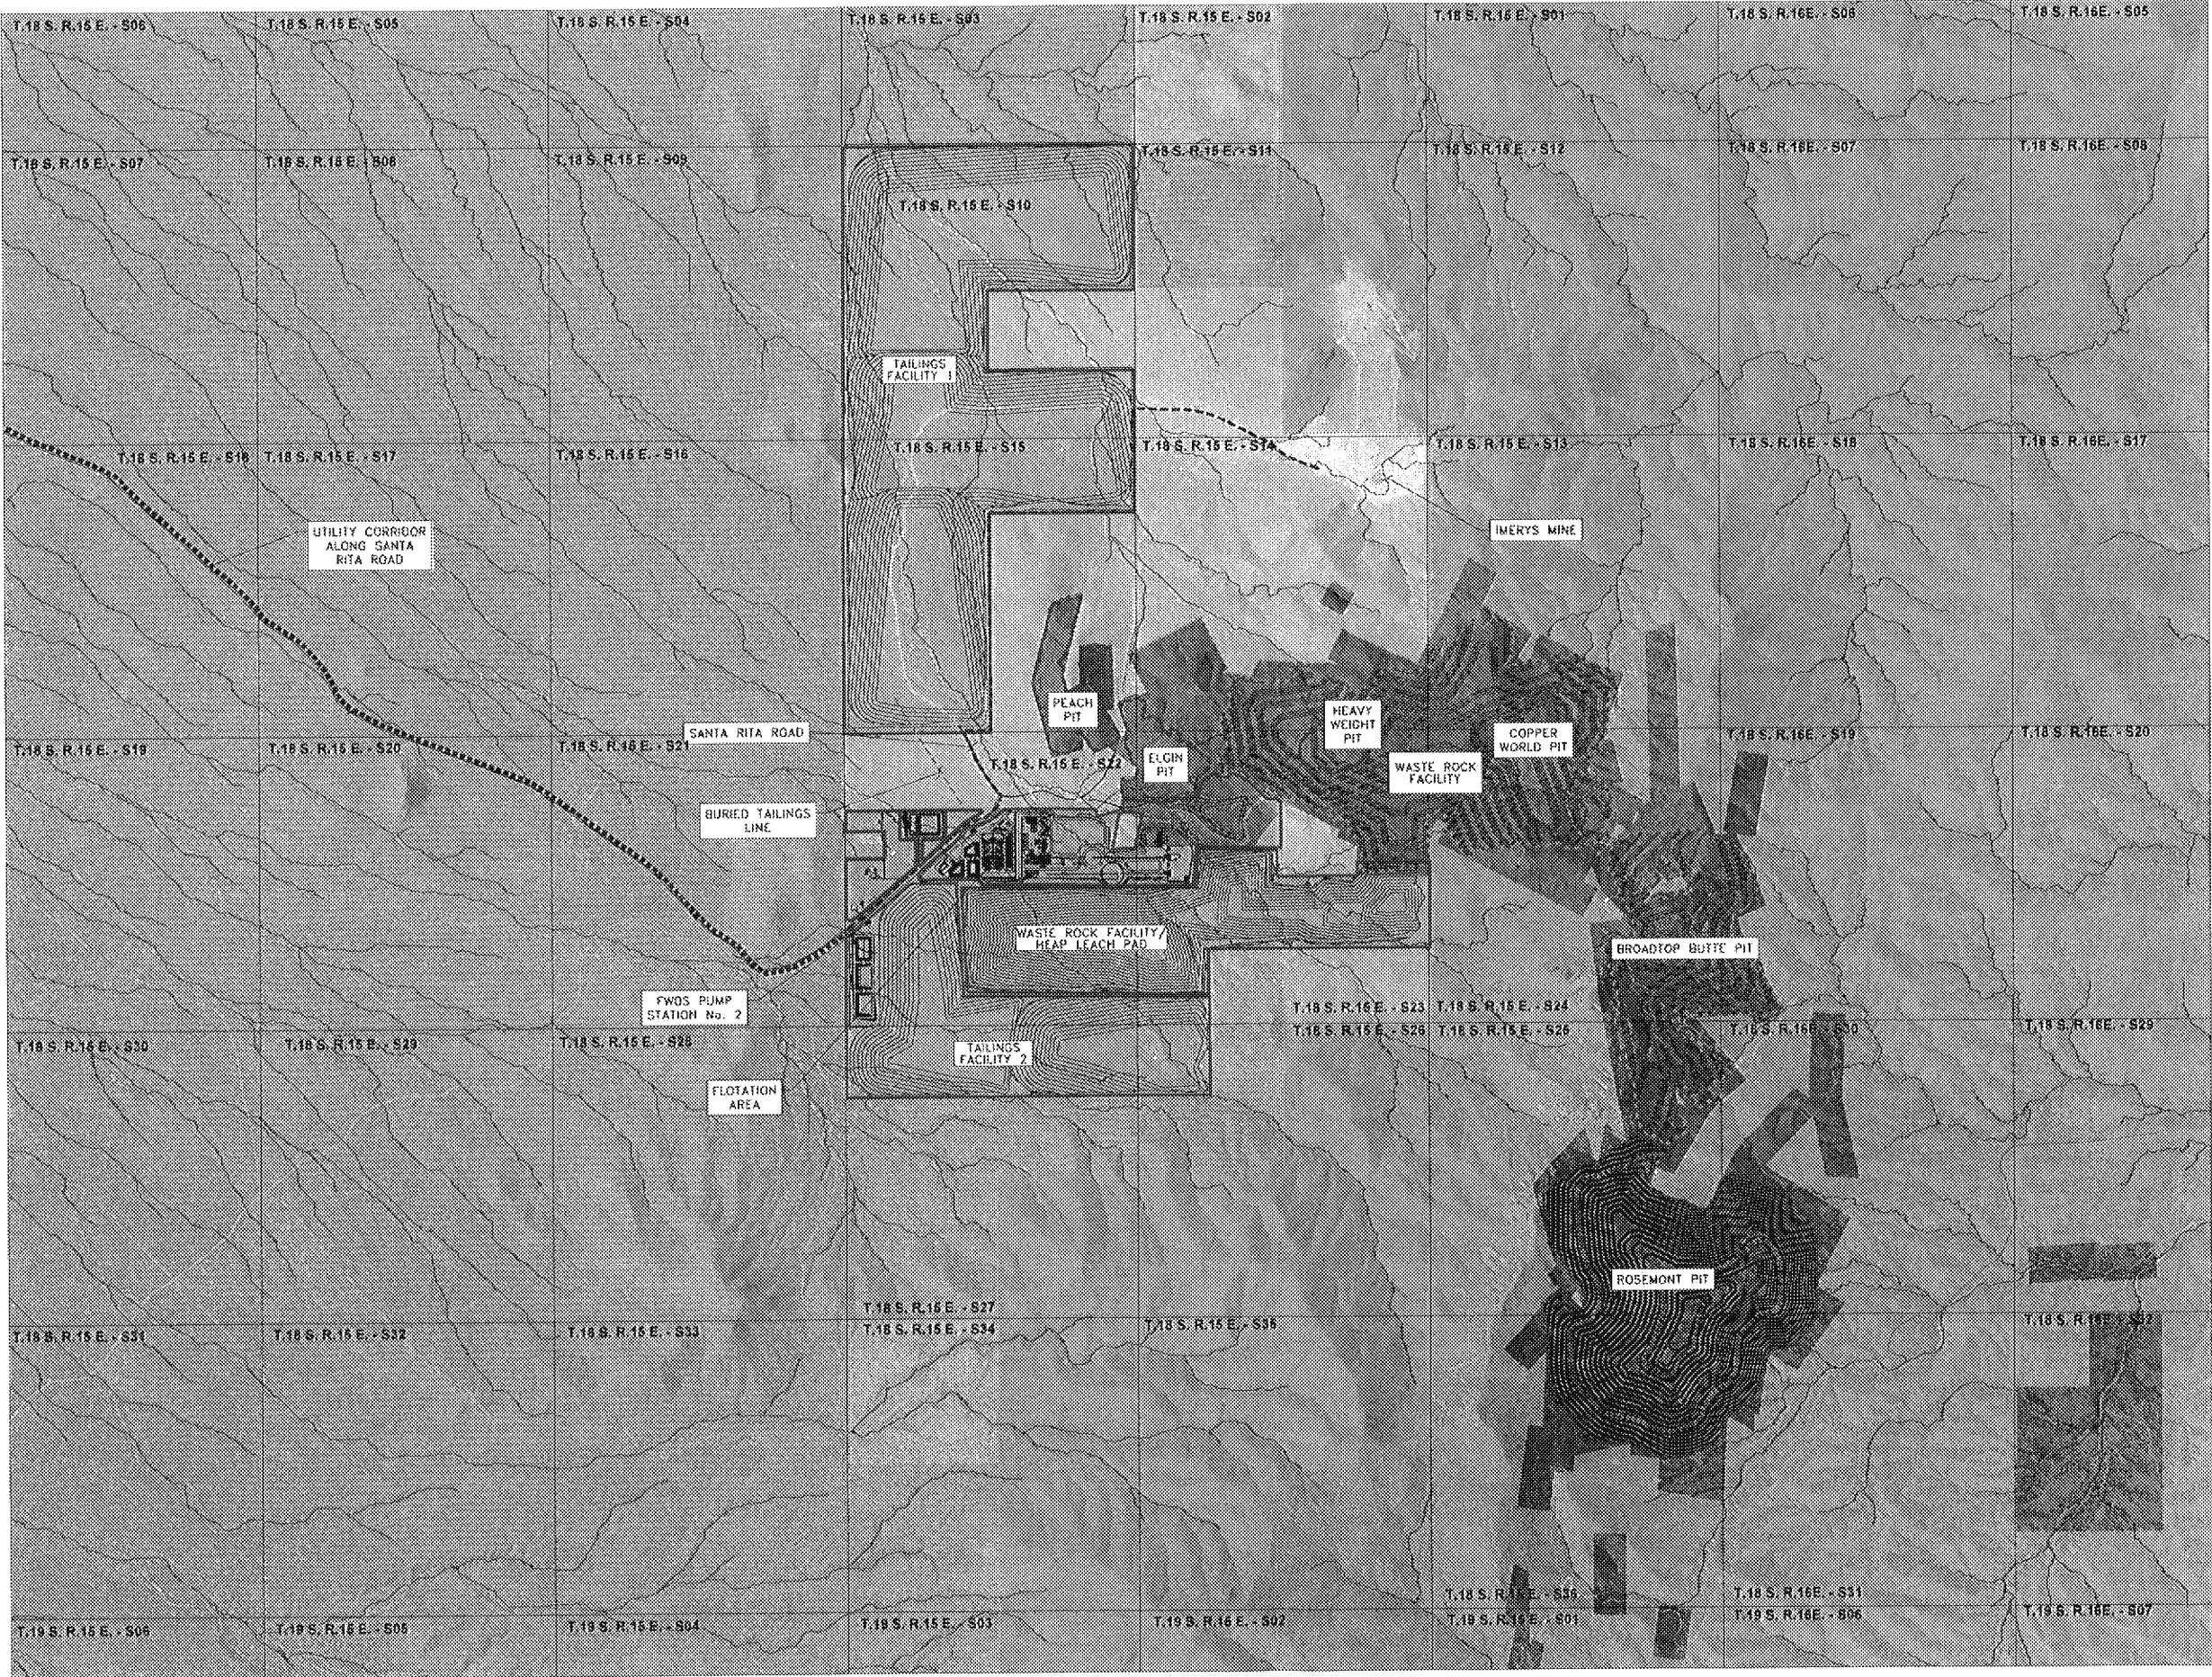 T.18 S. R.15 E. - S06
T.18 S. R.15 E. - S05
T.18 S. R.15 E. - S04
T.18 S. R.15 E. - S03
T.18 S. R.15 E. - S02
T.18 S. R.15 E. - S01
T.18 S. R.16E. - S06
T.18 S. R.16E. - S05
T.18 S. R.15 E. - S07
T.18 S. R.15 E. - S08
T.18 S. R.15 E. - S09
T.18 S. R.15 E. - S11
T.18 S. R.15 E. - S12
T.18 S. R.16E. - S07
T.18 S. R.16E. - S08
T.18 S. R.15 E. - S10
TAILINGS
FACILITY 1
T.18 S. R.15 E. - S18
T.18 S. R.15 E. - S17
T.18 S. R.15 E. - S16
T.18 S. R.15 E. - S15
T.18 S. R.15 E. - S14
T.18 S. R.15 E. - S13
T.18 S. R.16E. - S18
T.18 S. R.16E. - S17
UTILITY CORRIDOR
ALONG SANTA
RITA ROAD
IMERYS MINE
PEACH
PIT
HEAVY
WEIGHT
PIT
COPPER
WORLD PIT
SANTA RITA ROAD
T.18 S. R.15 E. - S19
T.18 S. R.15 E. - S20
T.18 S. R.15 E. - S21
T.18 S. R.15 E. - S22
T.18 S. R.16E. - S19
T.18 S. R.16E. - S20
ELGIN
PIT
WASTE ROCK
FACILITY
BURIED TAILINGS
LINE
WASTE ROCK FACILITY/
HEAP LEACH PAD
BROADTOP BUTTE PIT
FWDS PUMP
STATION No. 2
T.18 S. R.15 E. - S23
T.18 S. R.15 E. - S24
T.18 S. R.15 E. - S30
T.18 S. R.15 E. - S29
T.18 S. R.15 E. - S28
T.18 S. R.15 E. - S26
T.18 S. R.15 E. - S25
T.18 S. R.16E. - S30
T.18 S. R.16E. - S29
TAILINGS
FACILITY 2
FLOTATION
AREA
ROSEMONT PIT
T.18 S. R.15 E. - S27
T.18 S. R.15 E. - S31
T.18 S. R.15 E. - S32
T.18 S. R.15 E. - S33
T.18 S. R.15 E. - S34
T.18 S. R.15 E. - S35
T.18 S. R.16E. - S32
T.18 S. R.15 E. - S36
T.18 S. R.16E. - S31
T.19 S. R.15 E. - S06
T.19 S. R.15 E. - S05
T.19 S. R.15 E. - S04
T.19 S. R.15 E. - S03
T.19 S. R.15 E. - S02
T.19 S. R.15 E. - S01
T.19 S. R.16E. - S06
T.19 S. R.16E. - S07